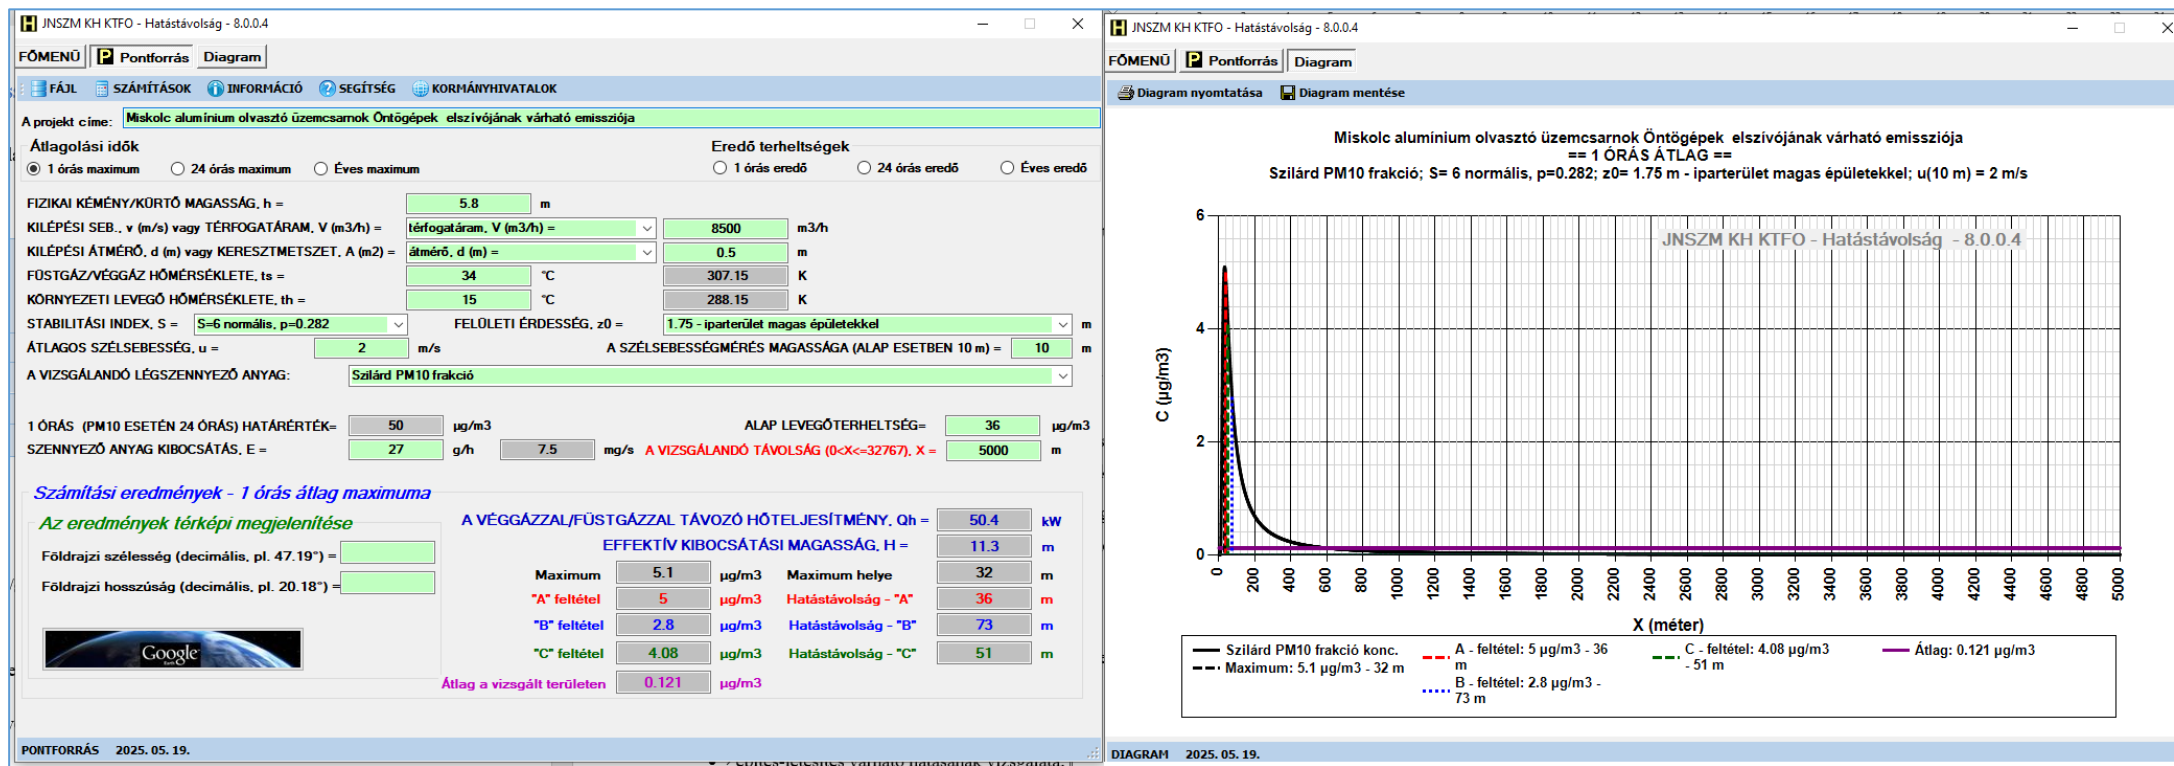 JNSZM KH KTFO - Hatástávolság - 8.0.0.4
FŐMENÜ Pontforrás Diagram
FÁJL SZÁMÍTÁSOK INFORMÁCIÓ SEGÍTSÉG KORMÁNYHIVATALOK
A projekt címe: Miskolc alumínium olvasztó üzemcsarnok Öntőgépek elszívójának várható emissziója
Átlagolási idők
Eredő terheltségek
1 órás maximum 24 órás maximum Éves maximum 1 órás eredő 24 órás eredő Éves eredő
FIZIKAI KÉMÉNY/KÜRTŐ MAGASSÁG, h = 5.8 m
KILÉPÉSI SEB., v (m/s) vagy TÉRFOGATÁRAM, V (m3/h) = térfogatáram, V (m3/h) = 8500 m3/h
KILÉPÉSI ÁTMÉRŐ, d (m) vagy KERESZTMETSZET, A (m2) = átmérő, d (m) = 0.5 m
FÜSTGÁZ/VÉGGÁZ HŐMÉRSÉKLETE, ts = 34 °C 307.15 K
KÖRNYEZETI LEVEGŐ HŐMÉRSÉKLETE, th = 15 °C 288.15 K
STABILITÁSI INDEX, S = S=6 normális, p=0.282 FELÜLETI ÉRDESSÉG, z0 = 1.75 - iparterület magas épületekkel m
ÁTLAGOS SZÉLSEBESSÉG, u = 2 m/s A SZÉLSEBESSÉGMÉRÉS MAGASSÁGA (ALAP ESETBEN 10 m) = 10 m
A VIZSGÁLANDÓ LÉGSZENNYEZŐ ANYAG: Szilárd PM10 frakció
1 ÓRÁS (PM10 ESETÉN 24 ÓRÁS) HATÁRÉRTÉK= 50 µg/m3 ALAP LEVEGŐTERHELTSÉG= 36 µg/m3
SZENNYEZŐ ANYAG KIBOCSÁTÁS, E = 27 g/h 7.5 mg/s A VIZSGÁLANDÓ TÁVOLSÁG (0<X<=32767), X = 5000 m
Számítási eredmények - 1 órás átlag maximuma
Az eredmények térképi megjelenítése
Földrajzi szélesség (decimális, pl. 47.19°) =
Földrajzi hosszúság (decimális, pl. 20.18°) =
Google
A VÉGGÁZZAL/FÜSTGÁZZAL TÁVOZÓ HŐTELJESÍTMÉNY, Qh = 50.4 kW
EFFEKTÍV KIBOCSÁTÁSI MAGASSÁG, H = 11.3 m
Maximum 5.1 µg/m3 Maximum helye 32 m
"A" feltétel 5 µg/m3 Hatástávolság - "A" 36 m
"B" feltétel 2.8 µg/m3 Hatástávolság - "B" 73 m
"C" feltétel 4.08 µg/m3 Hatástávolság - "C" 51 m
Átlag a vizsgált területen 0.121 µg/m3
PONTFORRÁS 2025. 05. 19.
JNSZM KH KTFO - Hatástávolság - 8.0.0.4
FŐMENÜ Pontforrás Diagram
Diagram nyomtatása Diagram mentése
Miskolc alumínium olvasztó üzemcsarnok Öntőgépek elszívójának várható emissziója
== 1 ÓRÁS ÁTLAG ==
Szilárd PM10 frakció; S= 6 normális, p=0.282; z0= 1.75 m - iparterület magas épületekkel; u(10 m) = 2 m/s
JNSZM KH KTFO - Hatástávolság - 8.0.0.4
C (µg/m3)
6
4
2
0
0 200 400 600 800 1000 1200 1400 1600 1800 2000 2200 2400 2600 2800 3000 3200 3400 3600 3800 4000 4200 4400 4600 4800 5000
X (méter)
Szilárd PM10 frakció konc.
Maximum: 5.1 µg/m3 - 32 m
A - feltétel: 5 µg/m3 - 36
m
B - feltétel: 2.8 µg/m3 -
73 m
C - feltétel: 4.08 µg/m3
- 51 m
Átlag: 0.121 µg/m3
DIAGRAM 2025. 05. 19.